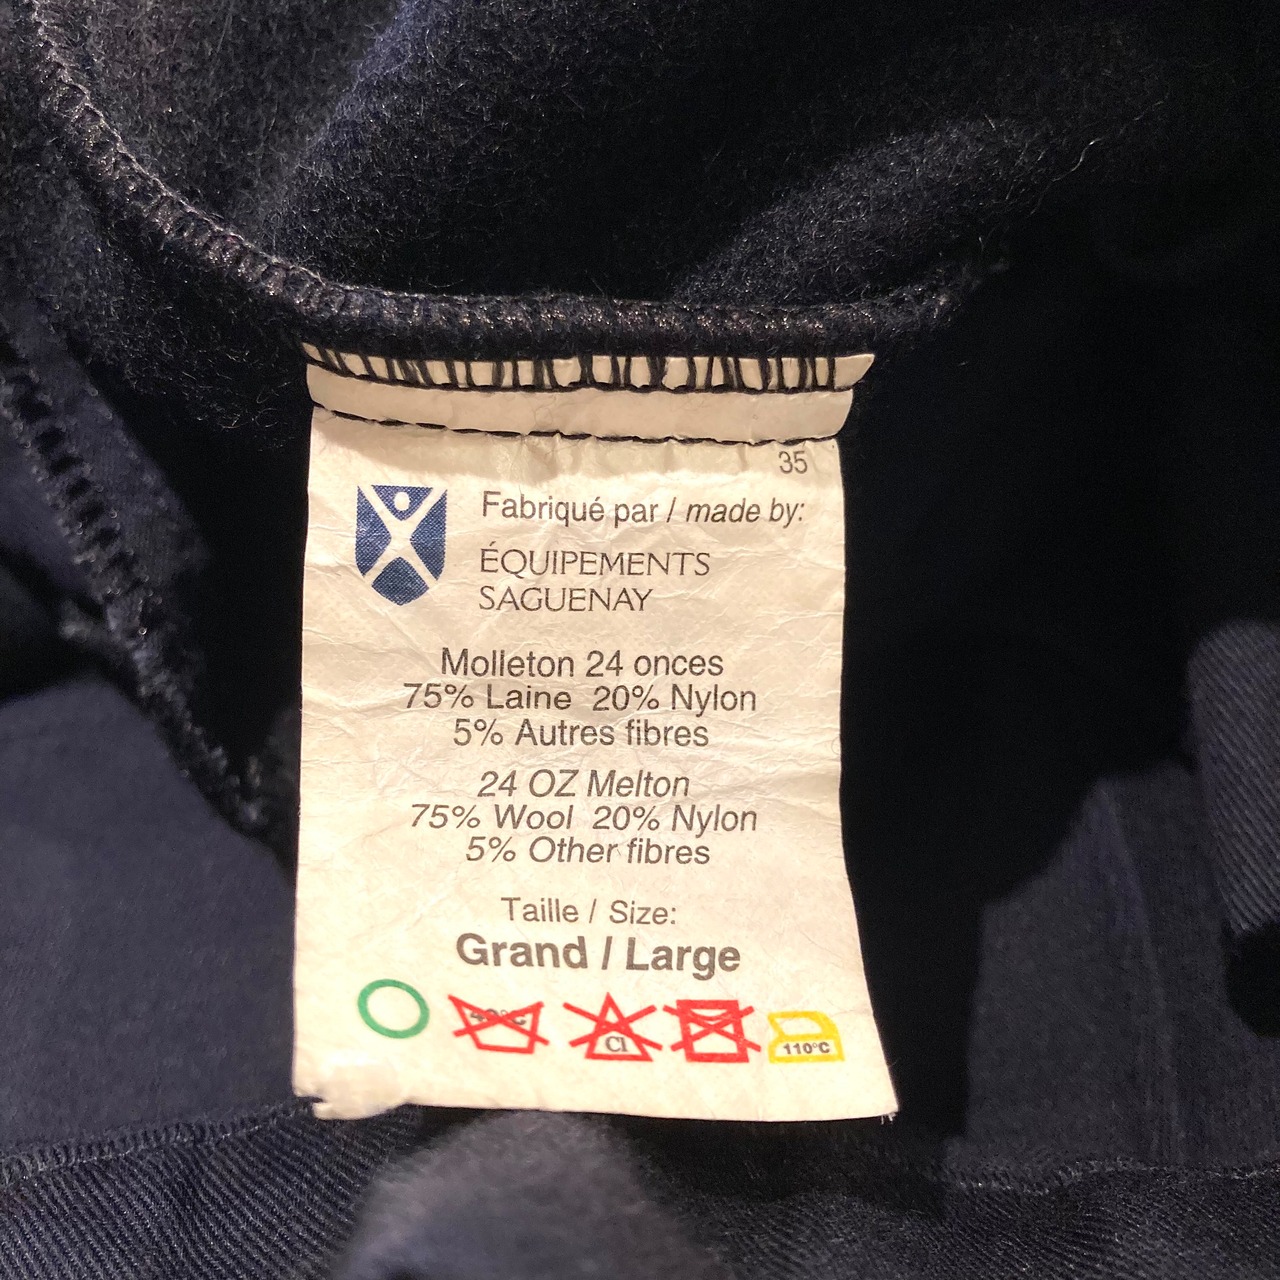 35
Fabriqué par / made by:
ÉQUIPEMENTS
SAGUENAY
Molleton 24 onces
75% Laine 20% Nylon
5% Autres fibres
24 OZ Melton
75% Wool 20% Nylon
5% Other fibres
Taille / Size:
Grand / Large
40°C Cl 110°C